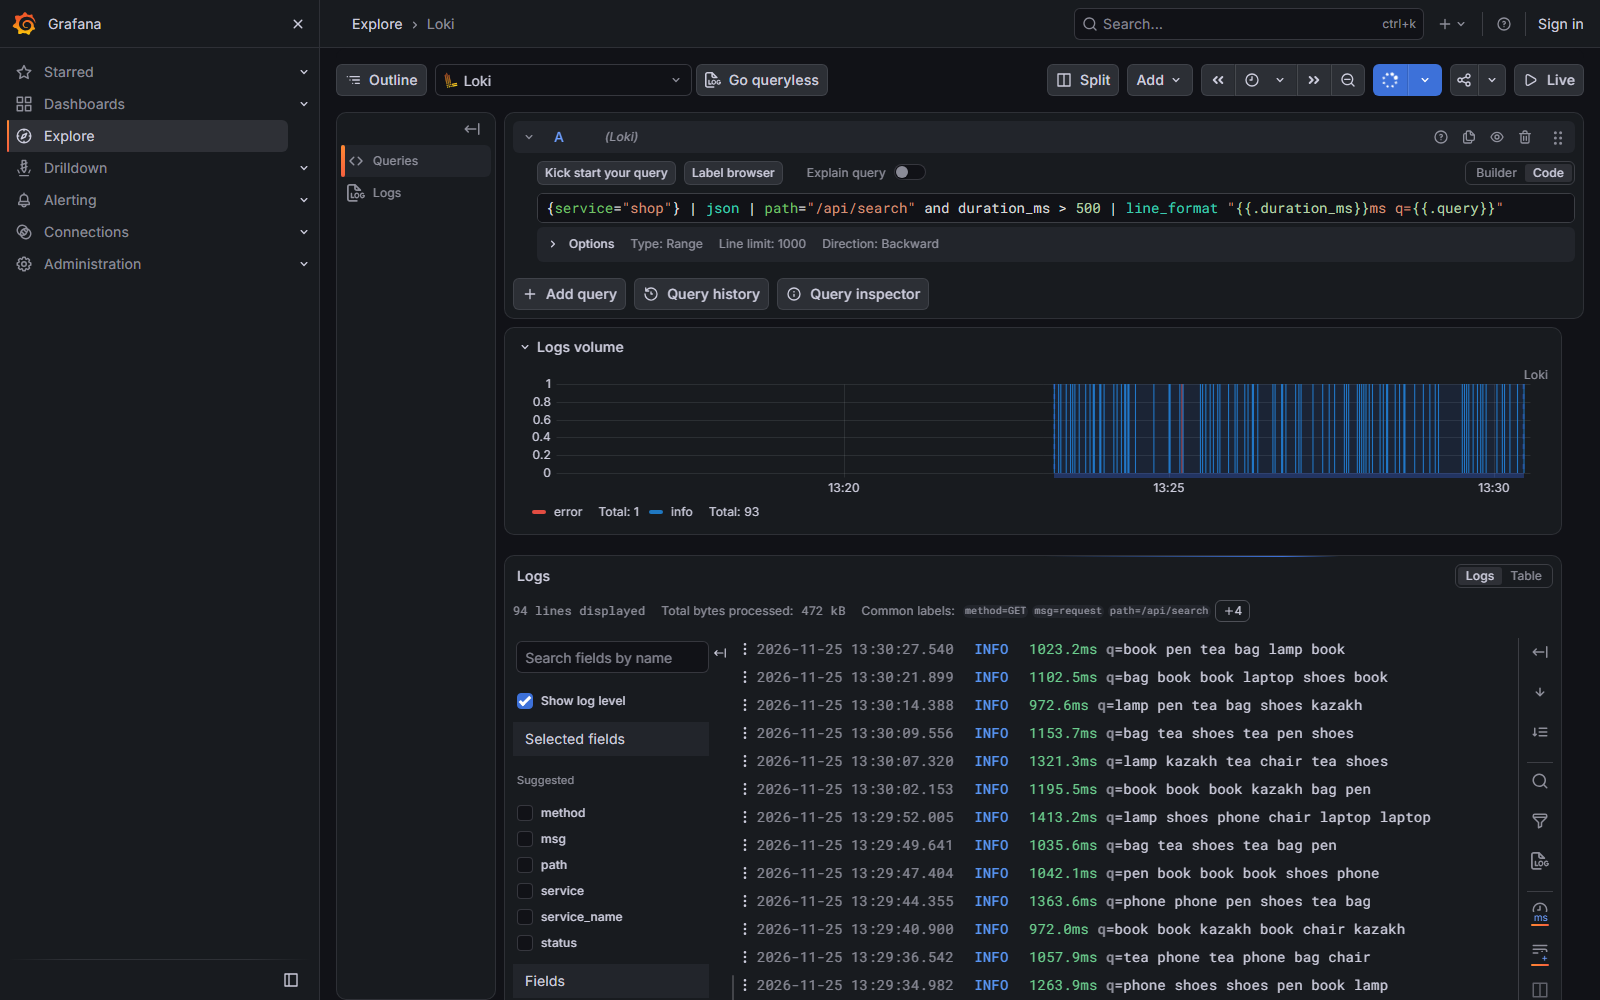 Grafana
Explore › Loki
Search...
ctrl+k
Sign in
Starred
Dashboards
Explore
Drilldown
Alerting
Connections
Administration
Outline
Loki
Go queryless
Split
Add
Live
Queries
Logs
A
(Loki)
Kick start your query
Label browser
Explain query
Builder
Code
{service="shop"} | json | path="/api/search" and duration_ms > 500 | line_format "{{.duration_ms}}ms q={{.query}}"
Options
Type: Range
Line limit: 1000
Direction: Backward
Add query
Query history
Query inspector
Logs volume
Loki
1
0.8
0.6
0.4
0.2
0
13:20
13:25
13:30
error Total: 1
info Total: 93
Logs
Logs
Table
94 lines displayed
Total bytes processed: 472 kB
Common labels: method=GET msg=request path=/api/search +4
Search fields by name
Show log level
Selected fields
Suggested
method
msg
path
service
service_name
status
Fields
2026-11-25 13:30:27.540 INFO 1023.2ms q=book pen tea bag lamp book
2026-11-25 13:30:21.899 INFO 1102.5ms q=bag book book laptop shoes book
2026-11-25 13:30:14.388 INFO 972.6ms q=lamp pen tea bag shoes kazakh
2026-11-25 13:30:09.556 INFO 1153.7ms q=bag tea shoes tea pen shoes
2026-11-25 13:30:07.320 INFO 1321.3ms q=lamp kazakh tea chair tea shoes
2026-11-25 13:30:02.153 INFO 1195.5ms q=book book book kazakh bag pen
2026-11-25 13:29:52.005 INFO 1413.2ms q=lamp shoes phone chair laptop laptop
2026-11-25 13:29:49.641 INFO 1035.6ms q=bag tea shoes tea bag pen
2026-11-25 13:29:47.404 INFO 1042.1ms q=pen book book book shoes phone
2026-11-25 13:29:44.355 INFO 1363.6ms q=phone phone pen shoes tea bag
2026-11-25 13:29:40.900 INFO 972.0ms q=book book kazakh book chair kazakh
2026-11-25 13:29:36.542 INFO 1057.9ms q=tea phone tea phone bag chair
2026-11-25 13:29:34.982 INFO 1263.9ms q=phone shoes shoes pen book lamp
LOG
ms